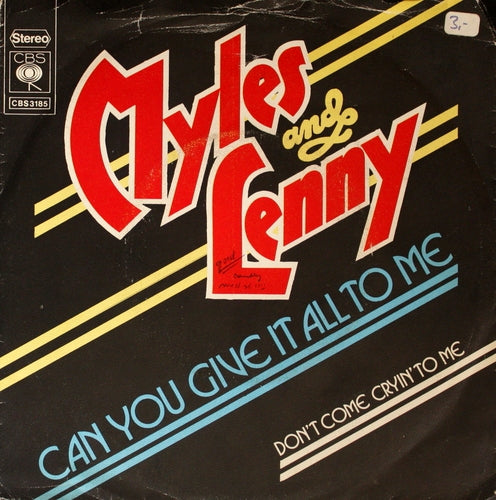 Stereo
CBS
CBS 3185
3,-
Myles
and
Lenny
CAN YOU GIVE IT ALL TO ME
DON'T COME CRYIN' TO ME